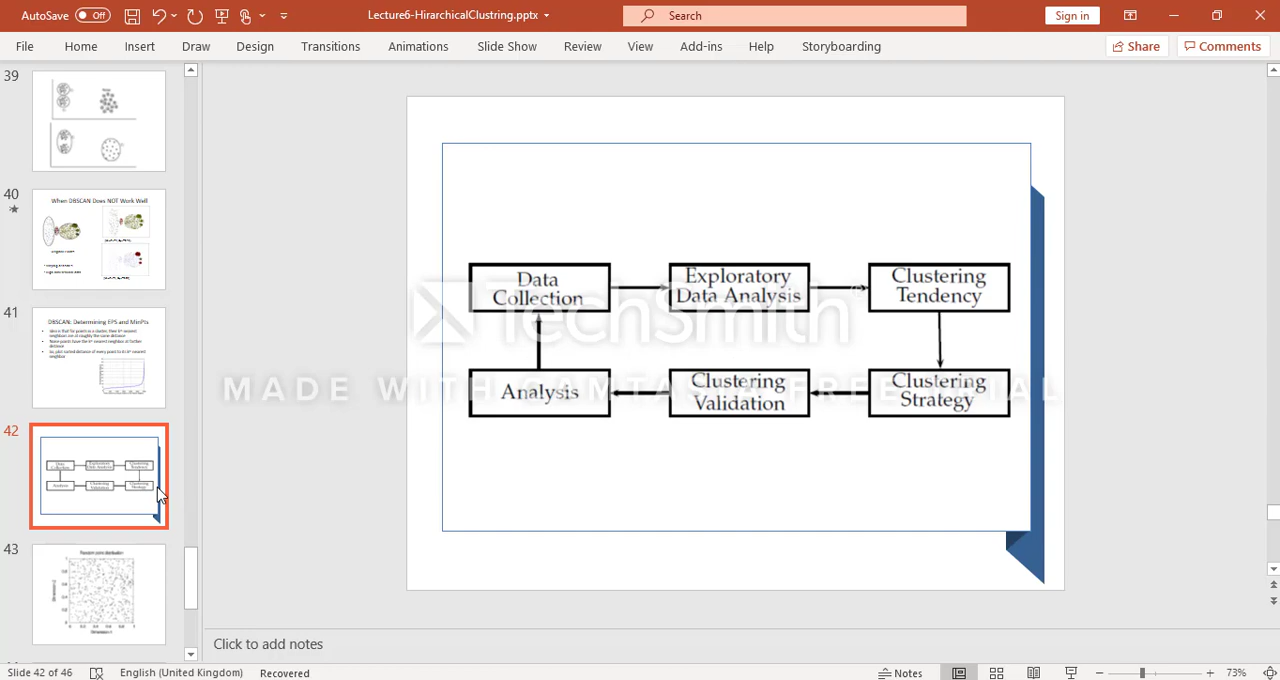 AutoSave Off
Lecture6-HirarchicalClustring.pptx
Search
Sign in
File Home Insert Draw Design Transitions Animations Slide Show Review View Add-ins Help Storyboarding
Share Comments
39
40
When DBSCAN Does NOT Work Well
41
DBSCAN: Determining EPS and MinPts
42
43
Random point distribution
Data
Collection
Exploratory
Data Analysis
Clustering
Tendency
Analysis
Clustering
Validation
Clustering
Strategy
TechSmith
MADE WITH CAMTASIA FREE TRIAL
Click to add notes
Slide 42 of 46 English (United Kingdom) Recovered Notes 73%